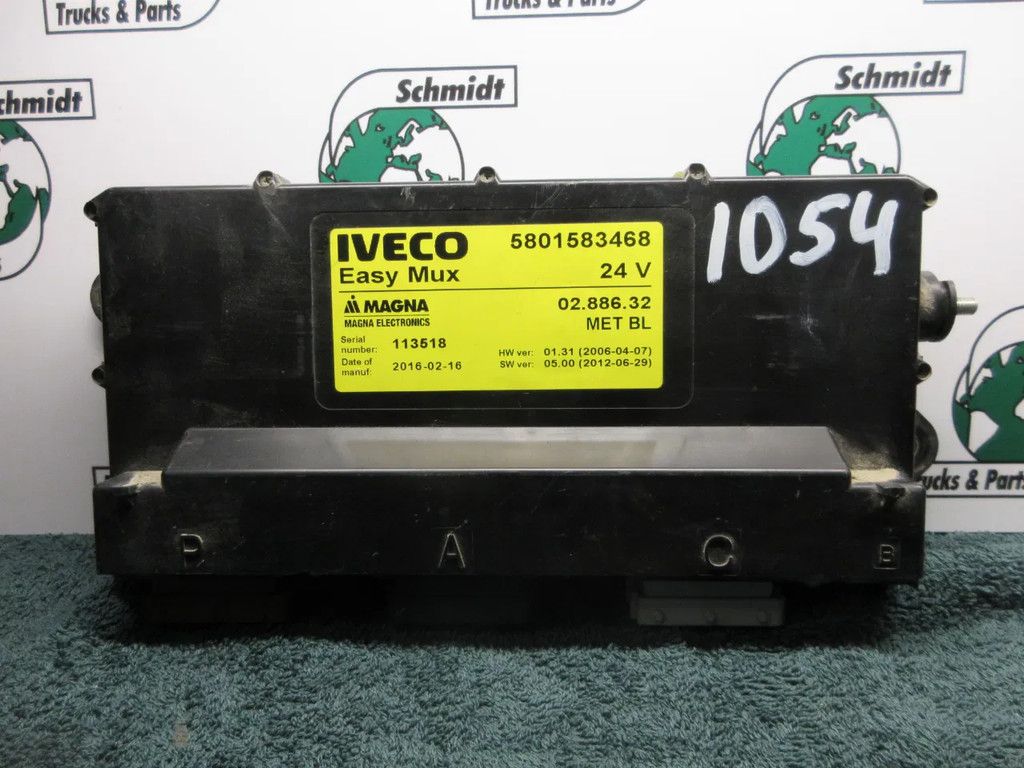 Trucks & Parts
Trucks & Parts
Schmidt
Schmidt
chmidt
1054
IVECO 5801583468
Easy Mux 24 V
MAGNA 02.886.32
MAGNA ELECTRONICS MET BL
Serial number: 113518
HW ver: 01.31 (2006-04-07)
Date of manuf: 2016-02-16
SW ver: 05.00 (2012-06-29)
ucks & Parts
P A C B